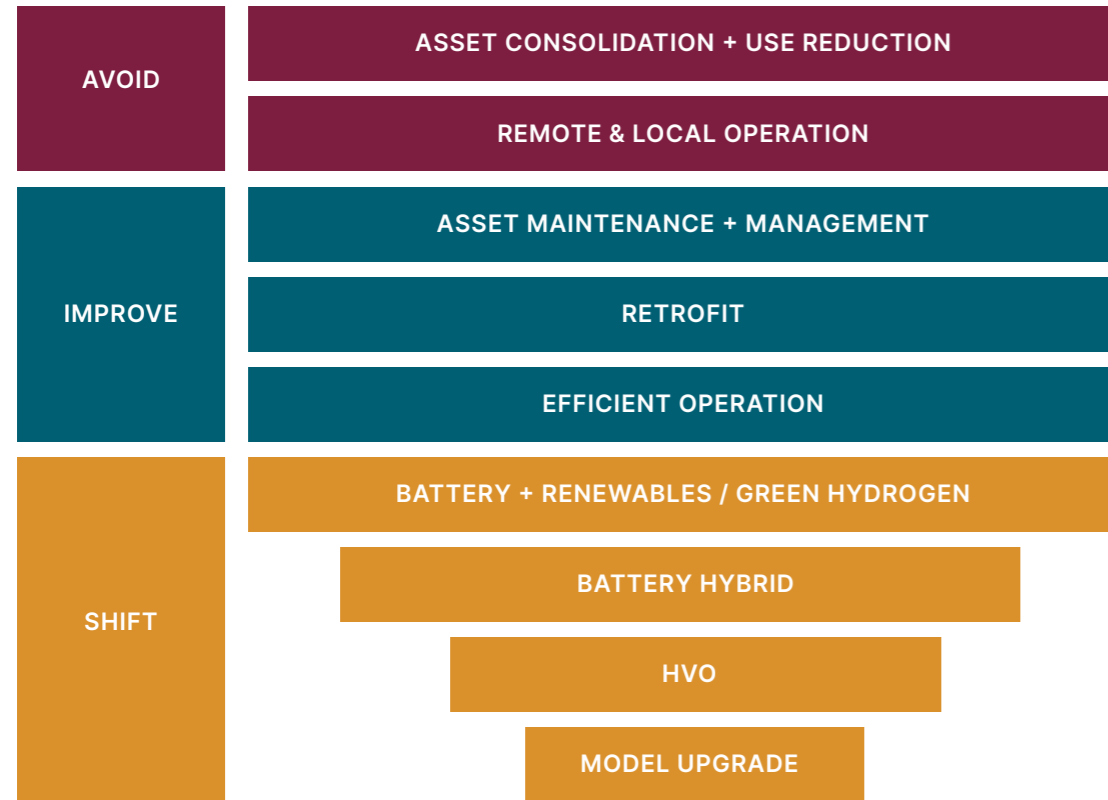 AVOID
ASSET CONSOLIDATION + USE REDUCTION
REMOTE & LOCAL OPERATION
IMPROVE
ASSET MAINTENANCE + MANAGEMENT
RETROFIT
EFFICIENT OPERATION
SHIFT
BATTERY + RENEWABLES / GREEN HYDROGEN
BATTERY HYBRID
HVO
MODEL UPGRADE